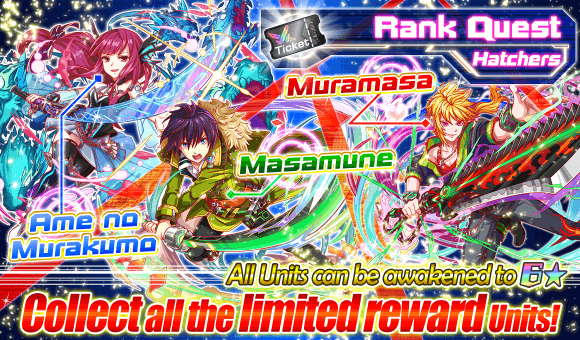 Ticket
Rank Quest
Hatchers
Muramasa
Masamune
Ame no
Murakumo
All Units can be awakened to 6★
Collect all the limited reward Units!